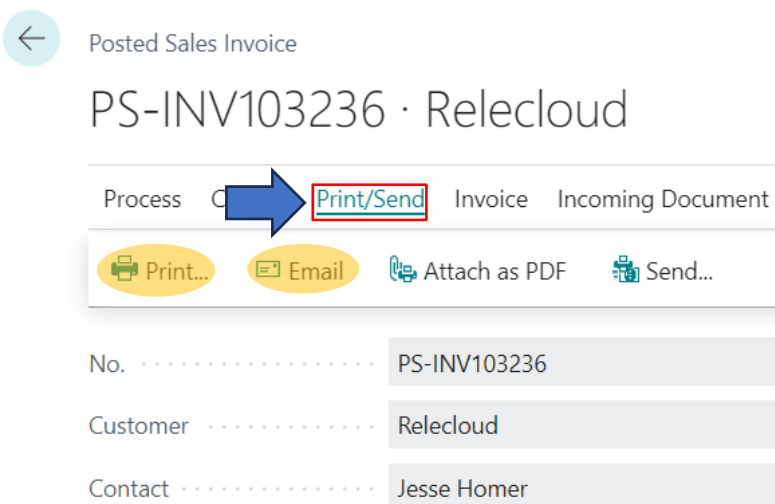 Posted Sales Invoice
PS-INV103236 · Relecloud
Process Print/Send Invoice Incoming Document
Print... Email Attach as PDF Send...
No. PS-INV103236
Customer Relecloud
Contact Jesse Homer